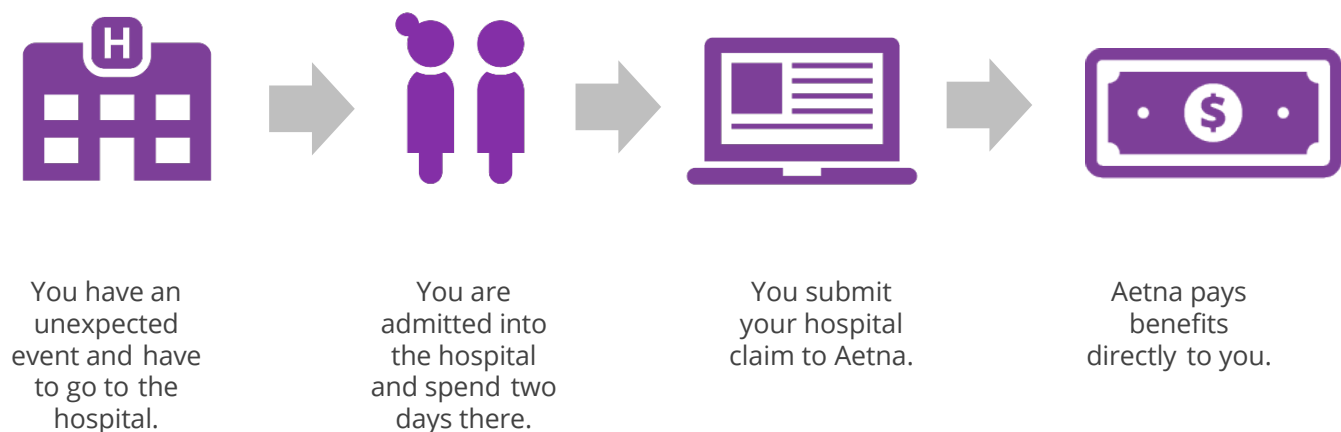 H
$
You have an
unexpected
event and have
to go to the
hospital.
You are
admitted into
the hospital
and spend two
days there.
You submit
your hospital
claim to Aetna.
Aetna pays
benefits
directly to you.